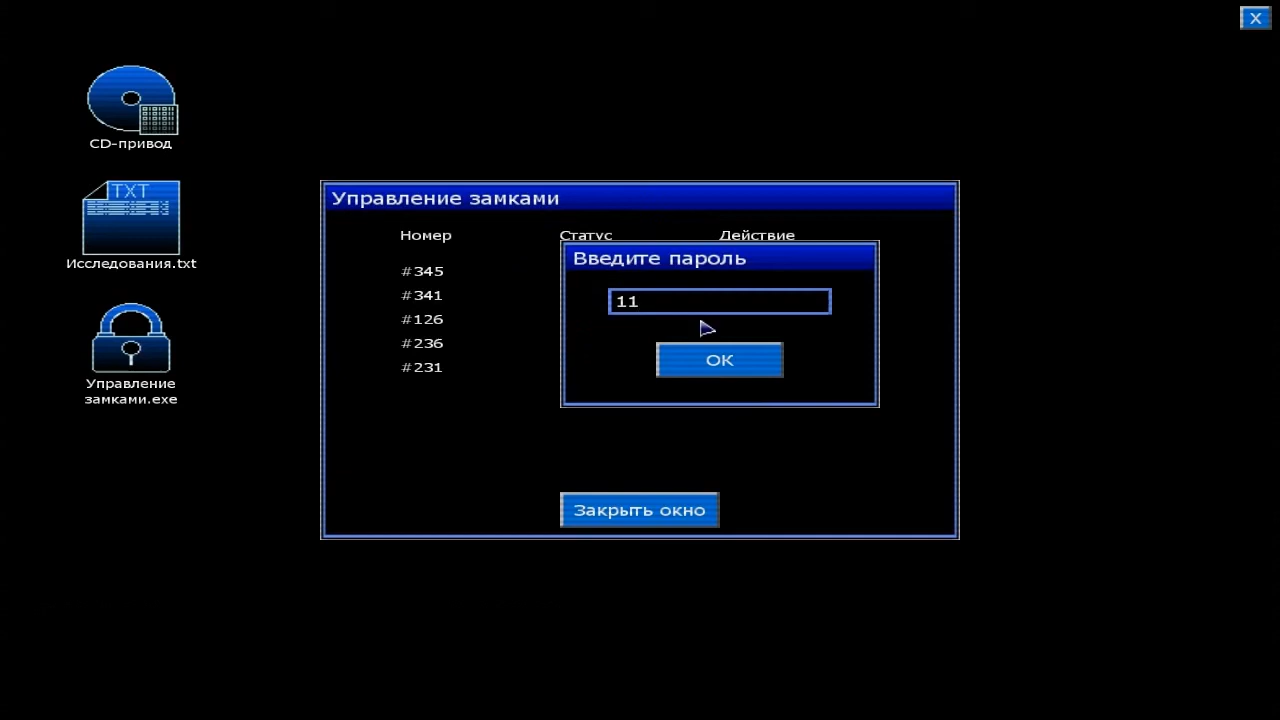 X
CD-привод
TXT
Исследования.txt
Управление
замками.exe
Управление замками
Номер Статус Действие
#345
#341
#126
#236
#231
Введите пароль
11
OK
Закрыть окно